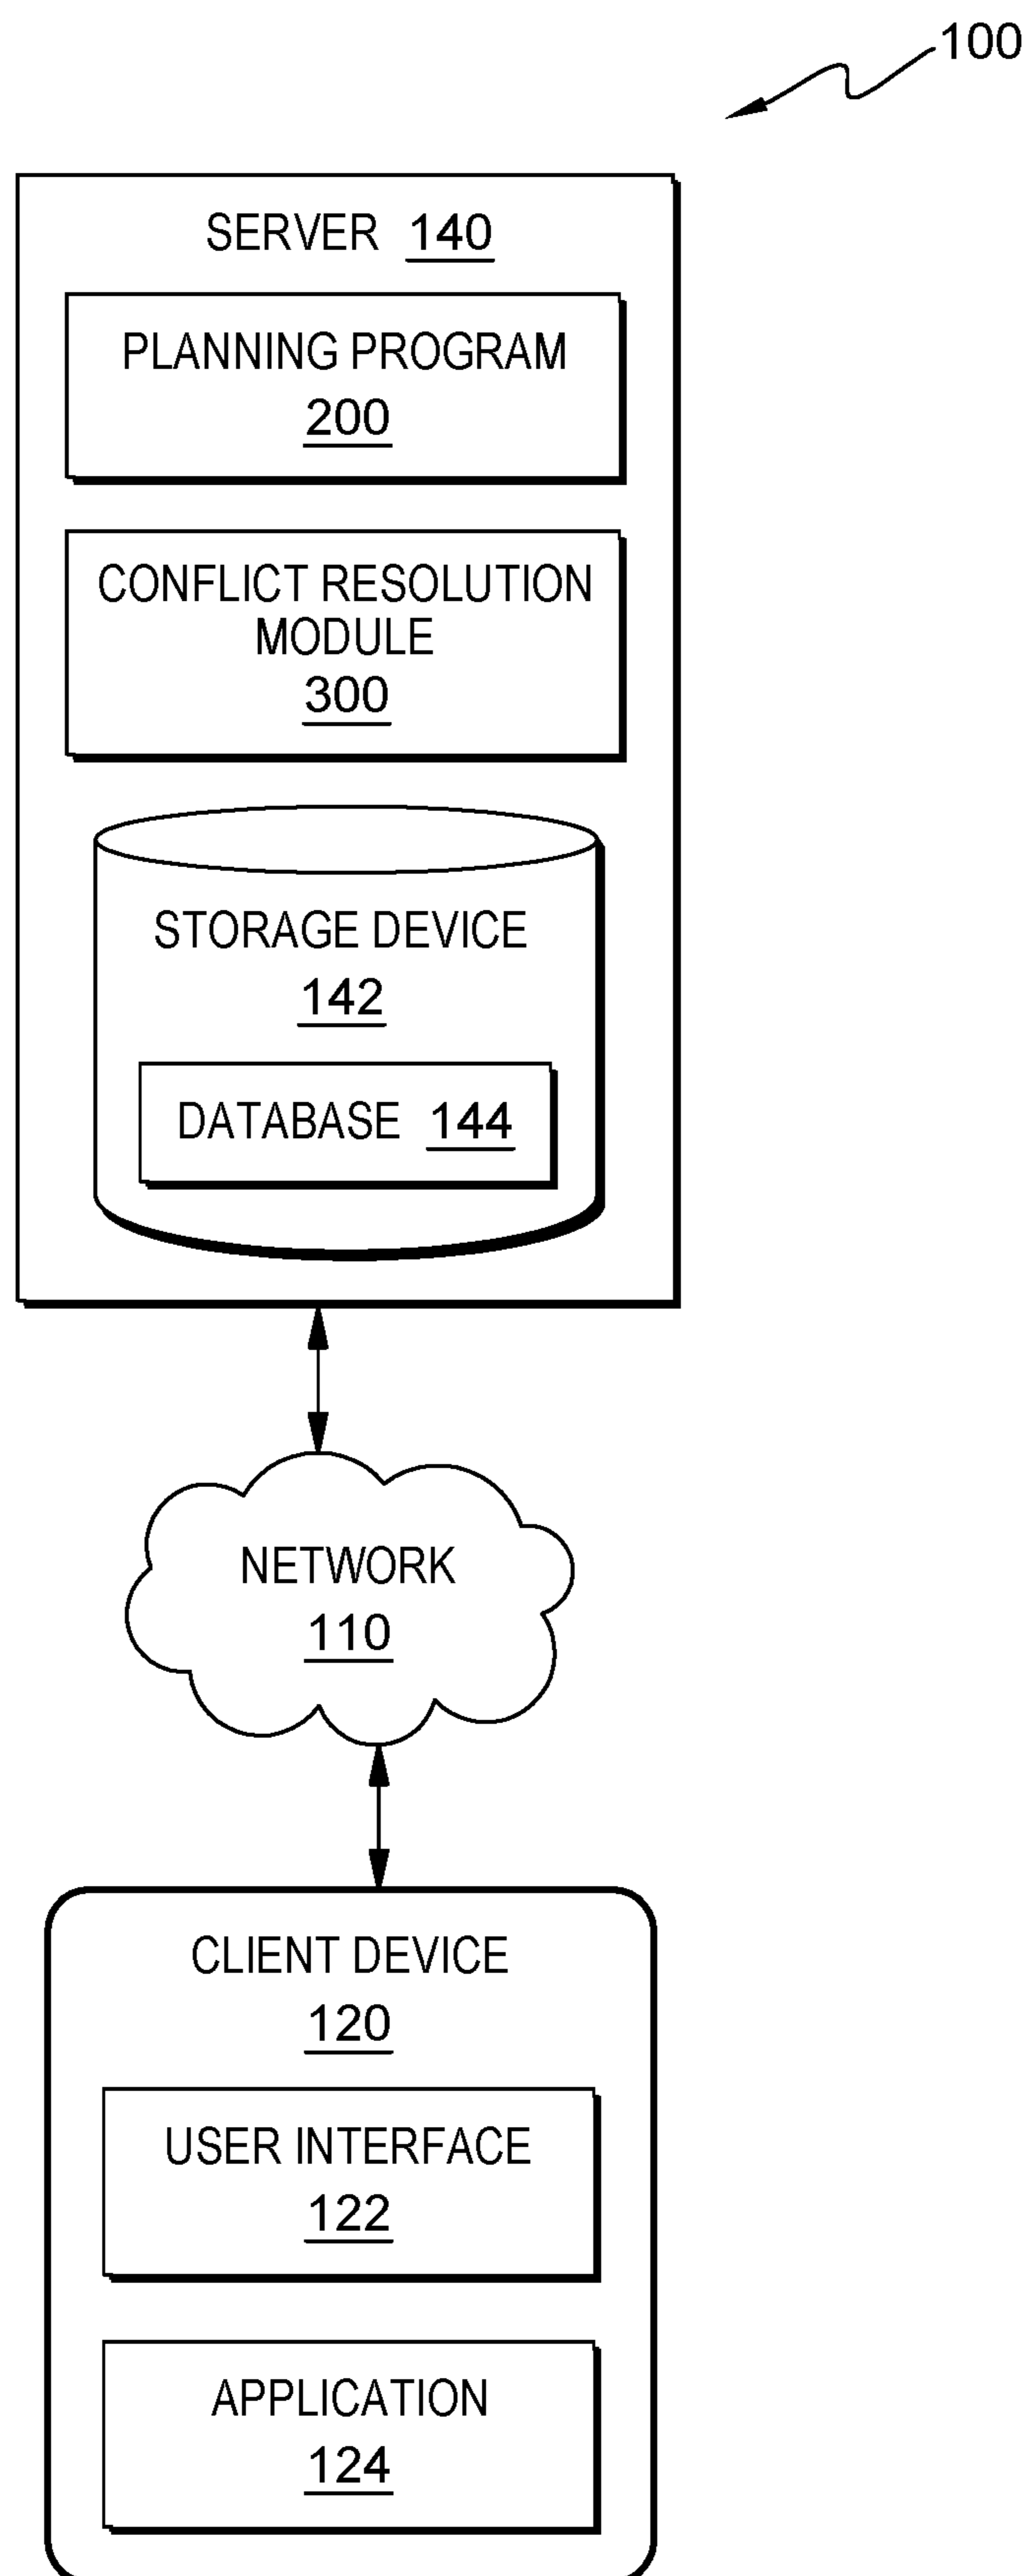 100
SERVER 140
PLANNING PROGRAM
200
CONFLICT RESOLUTION
MODULE
300
STORAGE DEVICE
142
DATABASE 144
NETWORK
110
CLIENT DEVICE
120
USER INTERFACE
122
APPLICATION
124